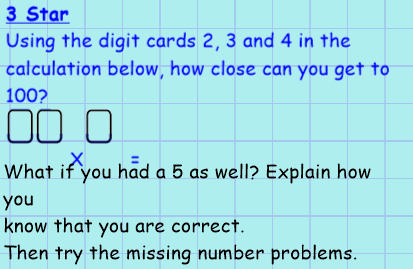 3 Star
Using the digit cards 2, 3 and 4 in the
calculation below, how close can you get to
100?
x =
What if you had a 5 as well? Explain how
you
know that you are correct.
Then try the missing number problems.